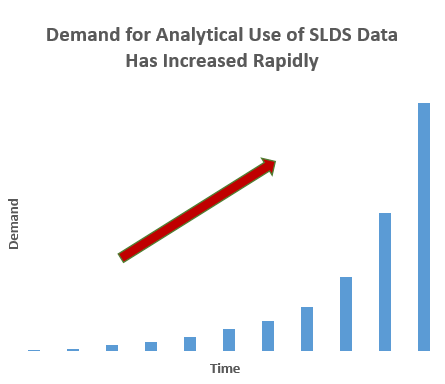 Demand for Analytical Use of SLDS Data
Has Increased Rapidly
Demand
Time